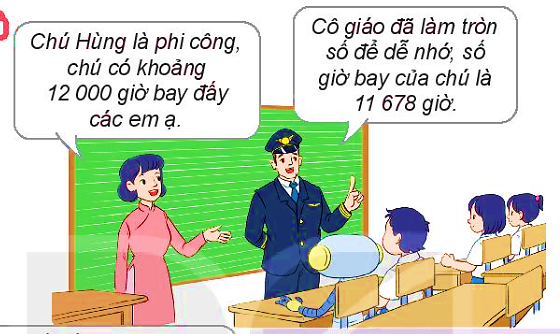 Chú Hùng là phi công,
chú có khoảng
12 000 giờ bay đấy
các em ạ.
Cô giáo đã làm tròn
số để dễ nhớ, số
giờ bay của chú là
11 678 giờ.